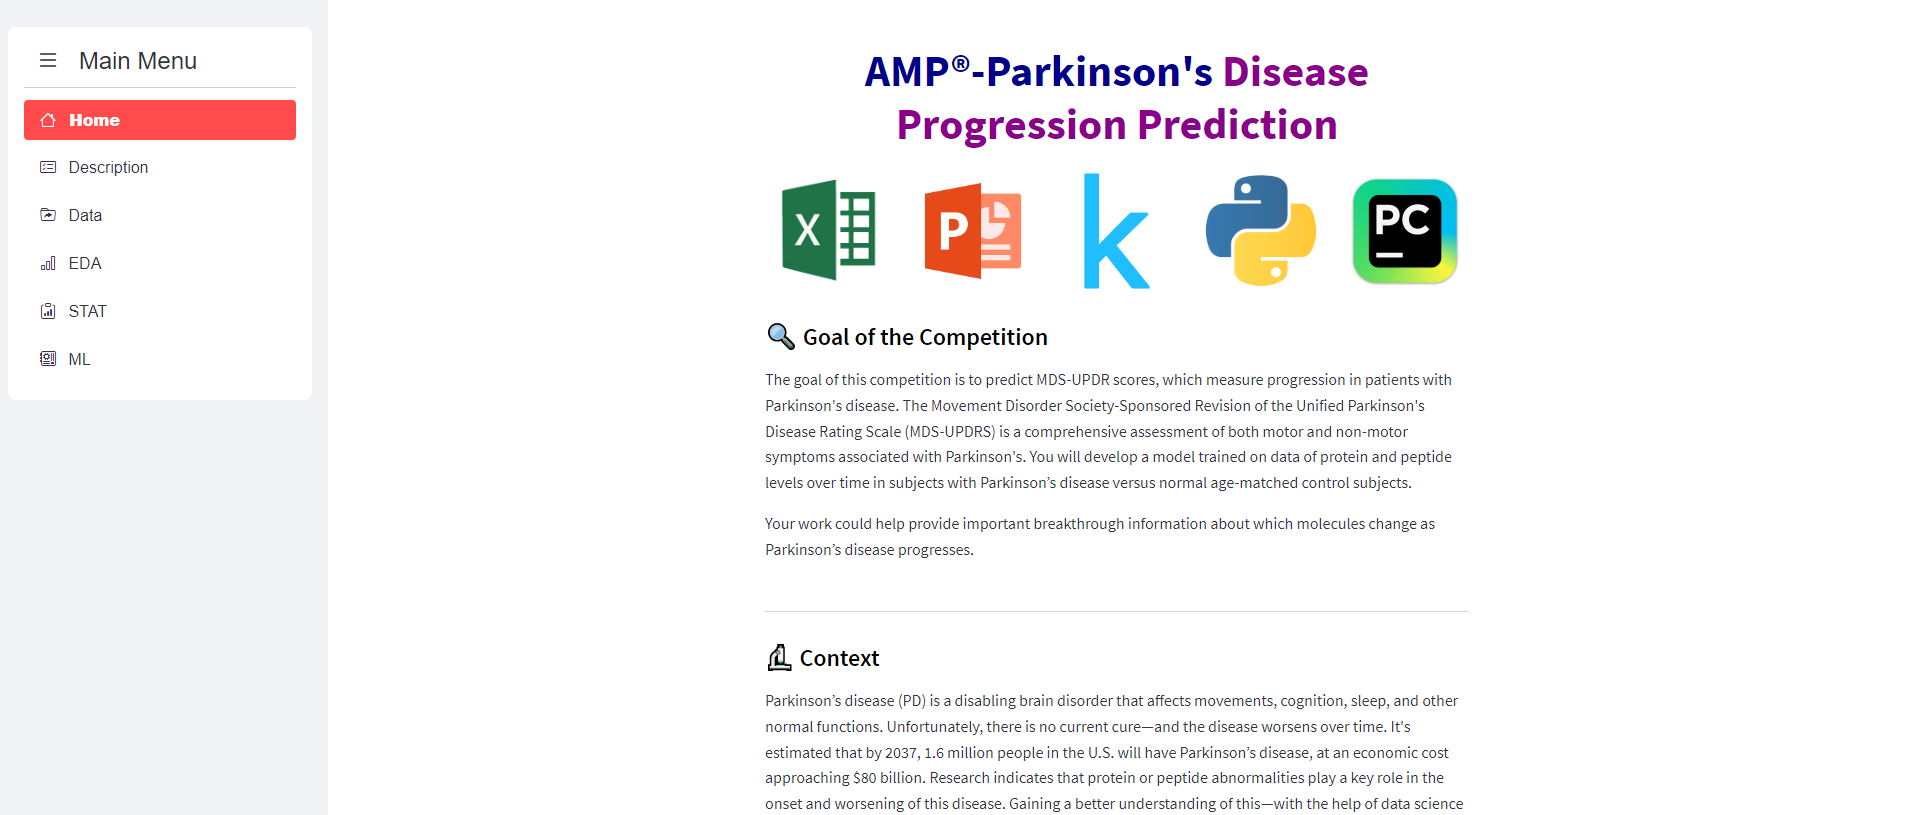 Main Menu
Home
Description
Data
EDA
STAT
ML
AMP®-Parkinson's Disease
Progression Prediction
X
P
k
PC
Goal of the Competition
The goal of this competition is to predict MDS-UPDR scores, which measure progression in patients with
Parkinson's disease. The Movement Disorder Society-Sponsored Revision of the Unified Parkinson's
Disease Rating Scale (MDS-UPDRS) is a comprehensive assessment of both motor and non-motor
symptoms associated with Parkinson's. You will develop a model trained on data of protein and peptide
levels over time in subjects with Parkinson’s disease versus normal age-matched control subjects.
Your work could help provide important breakthrough information about which molecules change as
Parkinson’s disease progresses.
Context
Parkinson’s disease (PD) is a disabling brain disorder that affects movements, cognition, sleep, and other
normal functions. Unfortunately, there is no current cure—and the disease worsens over time. It's
estimated that by 2037, 1.6 million people in the U.S. will have Parkinson’s disease, at an economic cost
approaching $80 billion. Research indicates that protein or peptide abnormalities play a key role in the
onset and worsening of this disease. Gaining a better understanding of this—with the help of data science